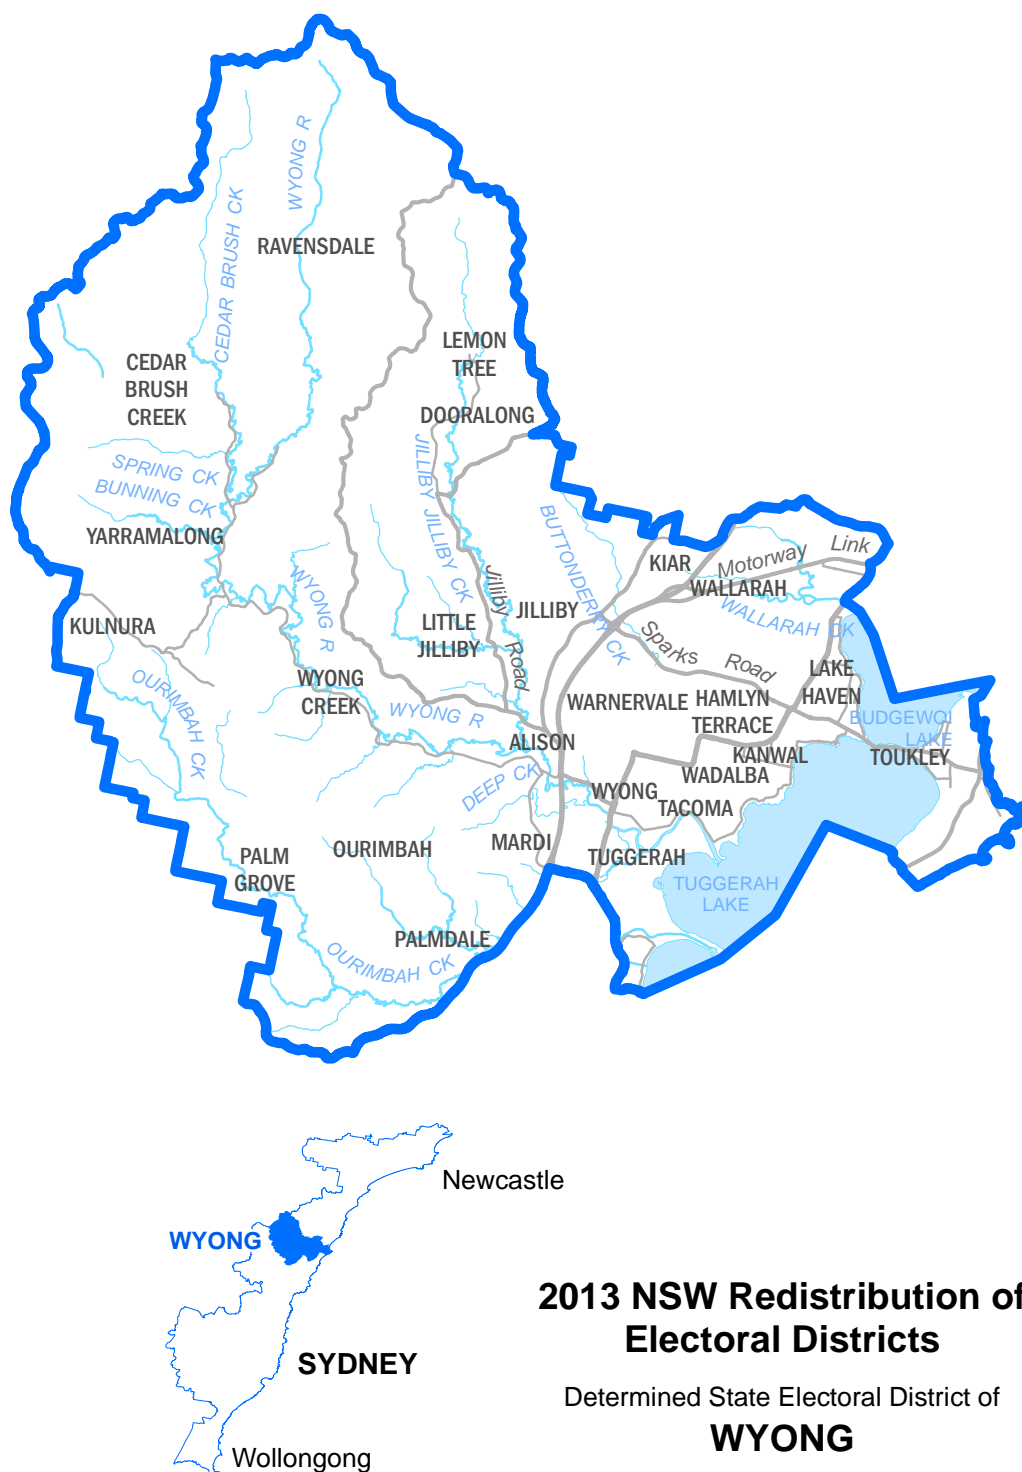 WYONG R
CEDAR BRUSH CK
RAVENSDALE
LEMON
TREE
CEDAR
BRUSH
CREEK
DOORALONG
SPRING CK
BUNNING CK
JILLIBY JILLIBY CK
BUTTONDERRY CK
YARRAMALONG
Motorway Link
KIAR
WALLARAH
WALLARAH CK
WYONG R
Jilliby Road
JILLIBY
LITTLE
JILLIBY
KULNURA
Sparks Road
LAKE
HAVEN
OURIMBAH CK
WYONG
CREEK
WARNERVALE
HAMLYN
TERRACE
WYONG R
BUDGEWOI
LAKE
ALISON
KANWAL
TOUKLEY
WADALBA
DEEP CK
WYONG
TACOMA
MARDI
OURIMBAH
TUGGERAH
PALM
GROVE
TUGGERAH
LAKE
PALMDALE
OURIMBAH CK
Newcastle
WYONG
SYDNEY
Wollongong
2013 NSW Redistribution of
Electoral Districts
Determined State Electoral District of
WYONG